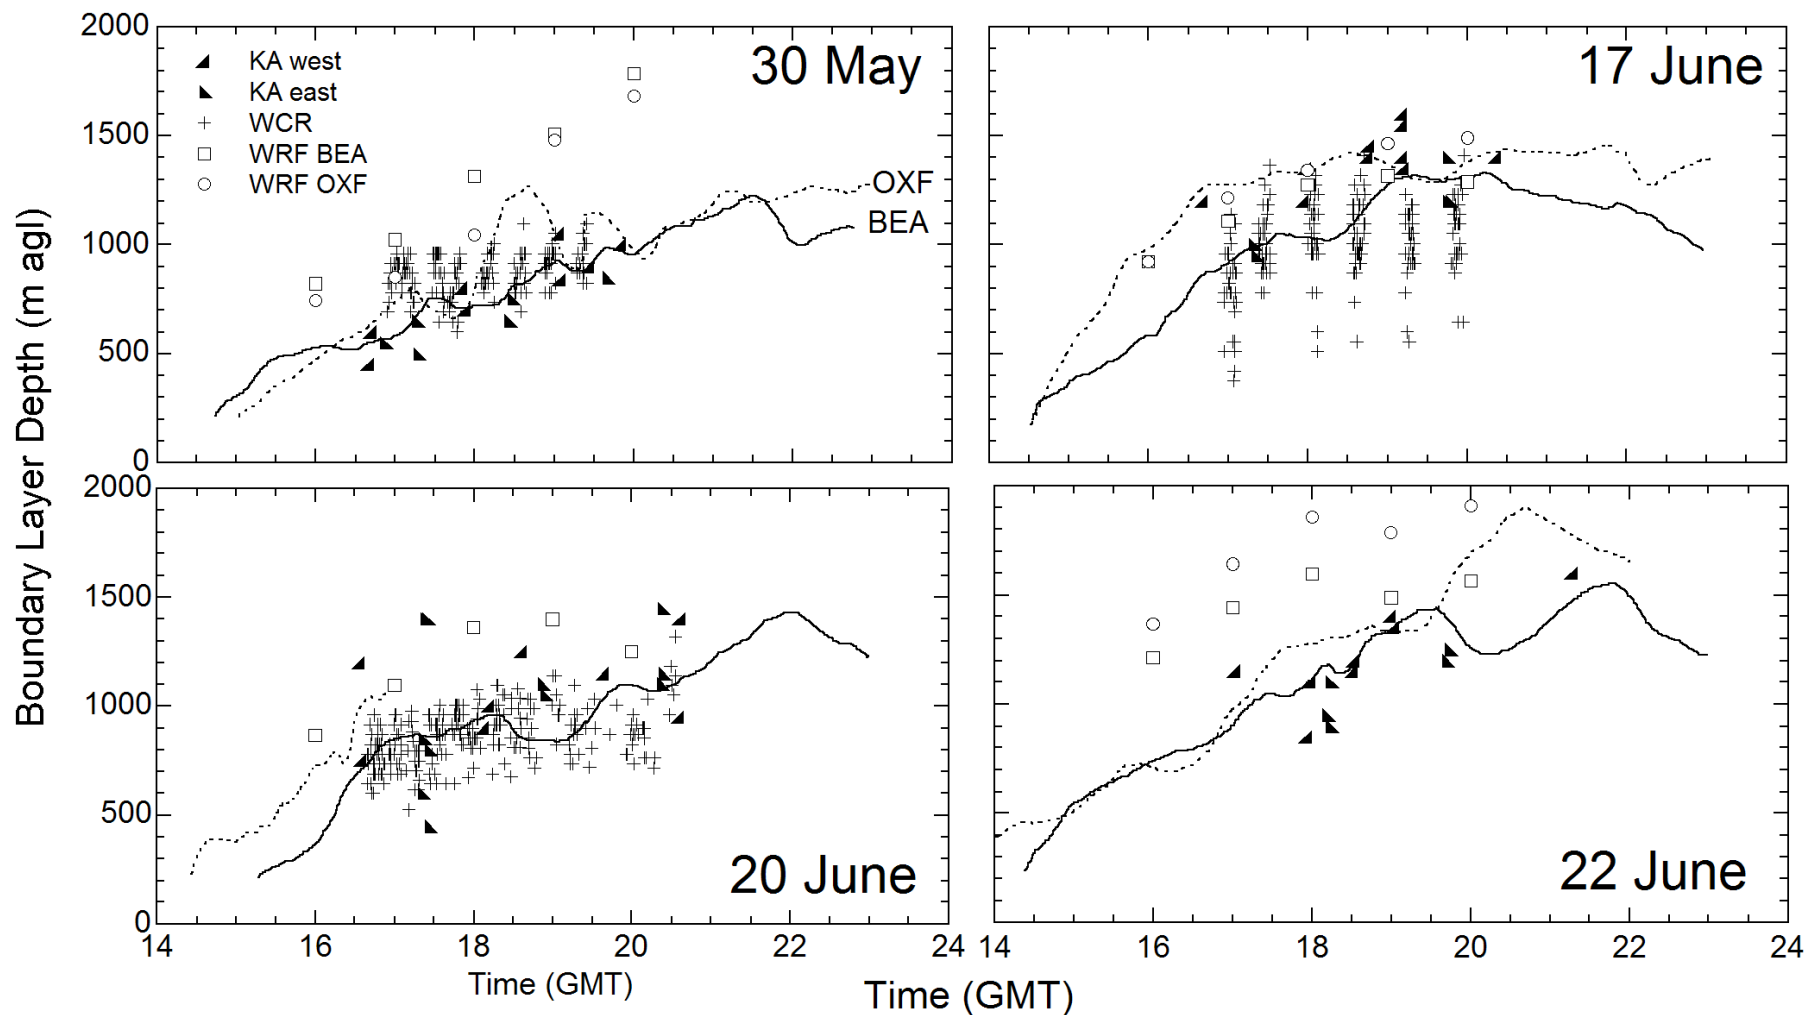 2000
1500
1000
500
0
KA west
KA east
WCR
WRF BEA
WRF OXF
30 May
OXF
BEA
17 June
Boundary Layer Depth (m agl)
2000
1500
1000
500
0
20 June
22 June
14 16 18 20 22 24
14 16 18 20 22 24
Time (GMT)
Time (GMT)